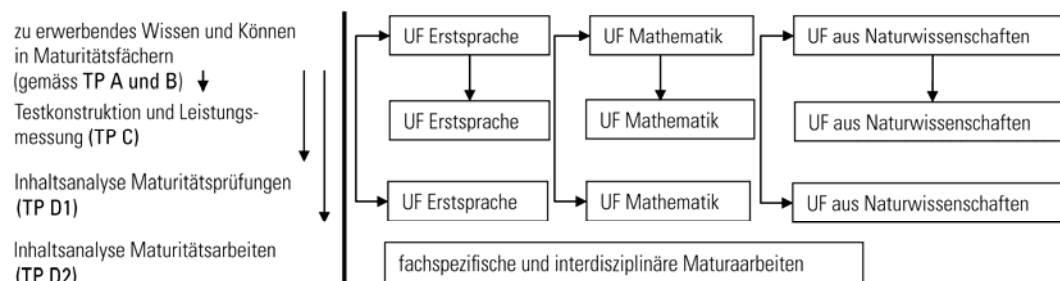 zu erwerbendes Wissen und Können
in Maturitätsfächern
(gemäss TP A und B)
UF Erstsprache
UF Mathematik
UF aus Naturwissenschaften
Testkonstruktion und Leistungs-
messung (TP C)
UF Erstsprache
UF Mathematik
UF aus Naturwissenschaften
Inhaltsanalyse Maturitätsprüfungen
(TP D1)
UF Erstsprache
UF Mathematik
UF aus Naturwissenschaften
Inhaltsanalyse Maturitätsarbeiten
(TP D2)
fachspezifische und interdisziplinäre Maturaarbeiten